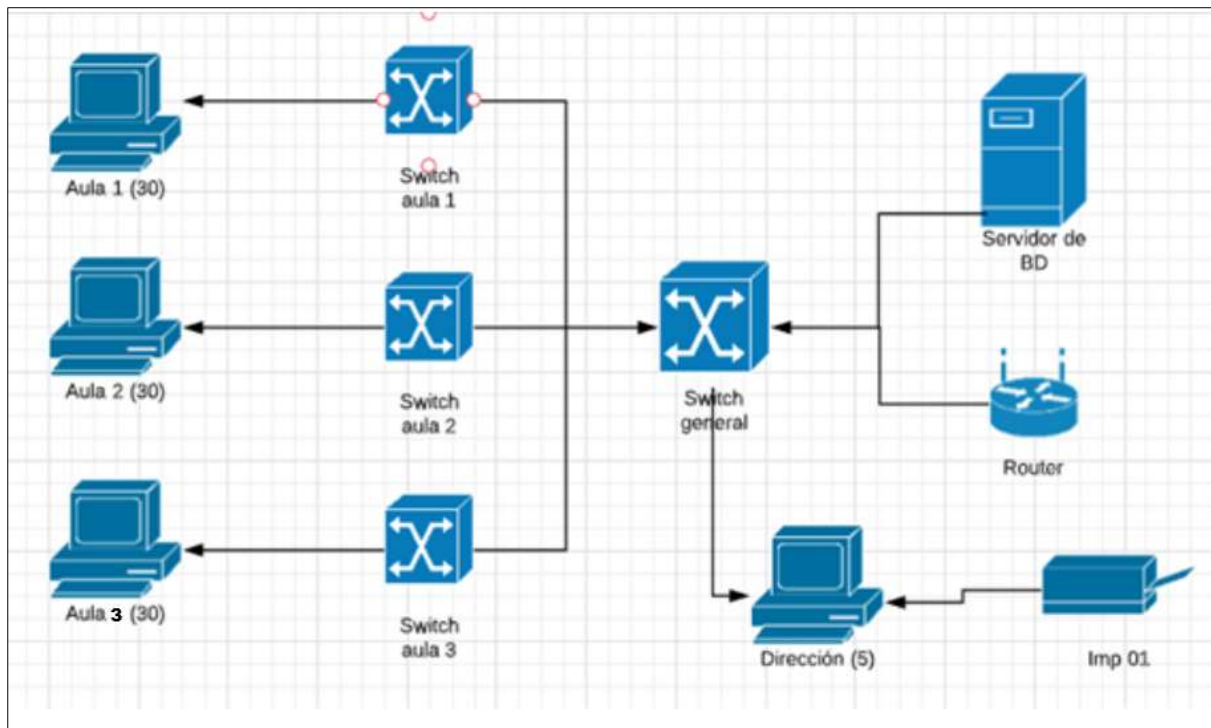 Aula 1 (30)
Switch
aula 1
Servidor de
BD
Aula 2 (30)
Switch
aula 2
Switch
general
Router
Aula 3 (30)
Switch
aula 3
Dirección (5)
Imp 01